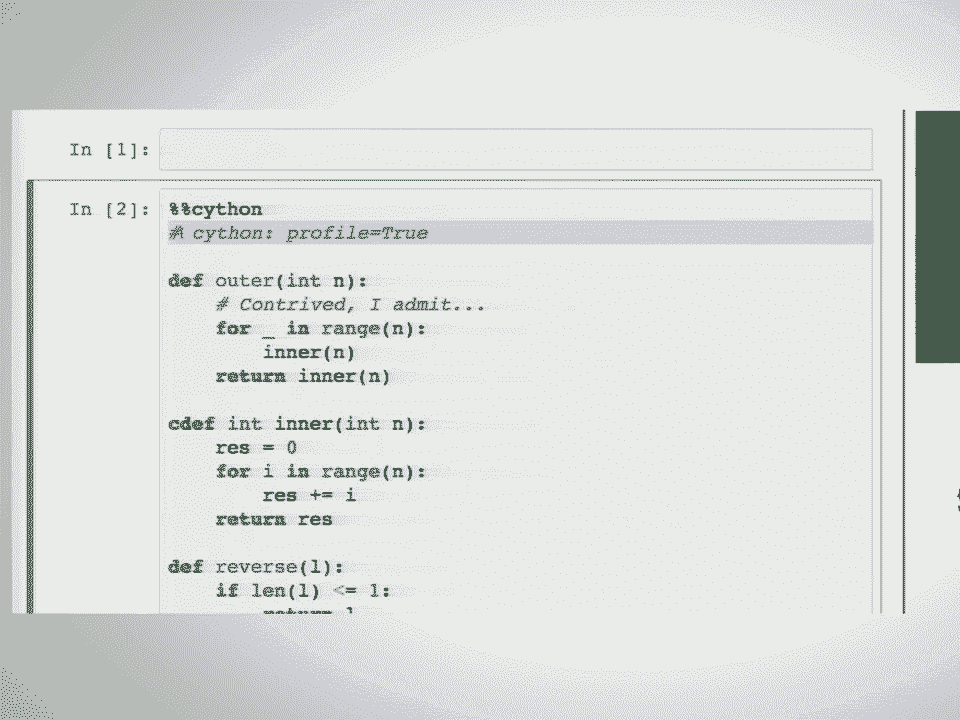 In [1]:
In [2]:
%%cython
# cython: profile=True
def outer(int n):
# Contrived, I admit...
for _ in range(n):
inner(n)
return inner(n)
cdef int inner(int n):
res = 0
for i in range(n):
res += i
return res
def reverse(l):
if len(l) <= 1:
return l